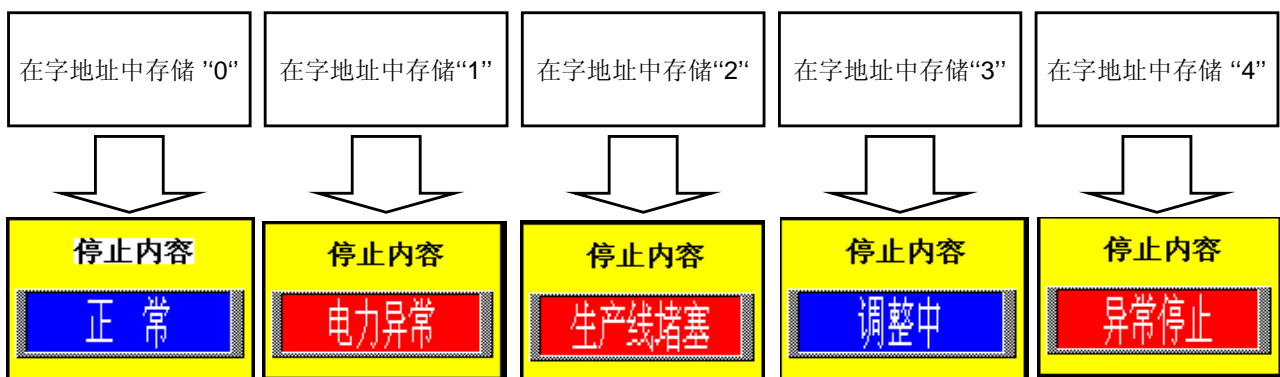 在字地址中存储 ’‘0‘’
在字地址中存储‘‘1’’
在字地址中存储‘‘2’‘
在字地址中存储‘‘3’’
在字地址中存储 ‘‘4’’
停止内容
正 常
停止内容
电力异常
停止内容
生产线堵塞
停止内容
调整中
停止内容
异常停止